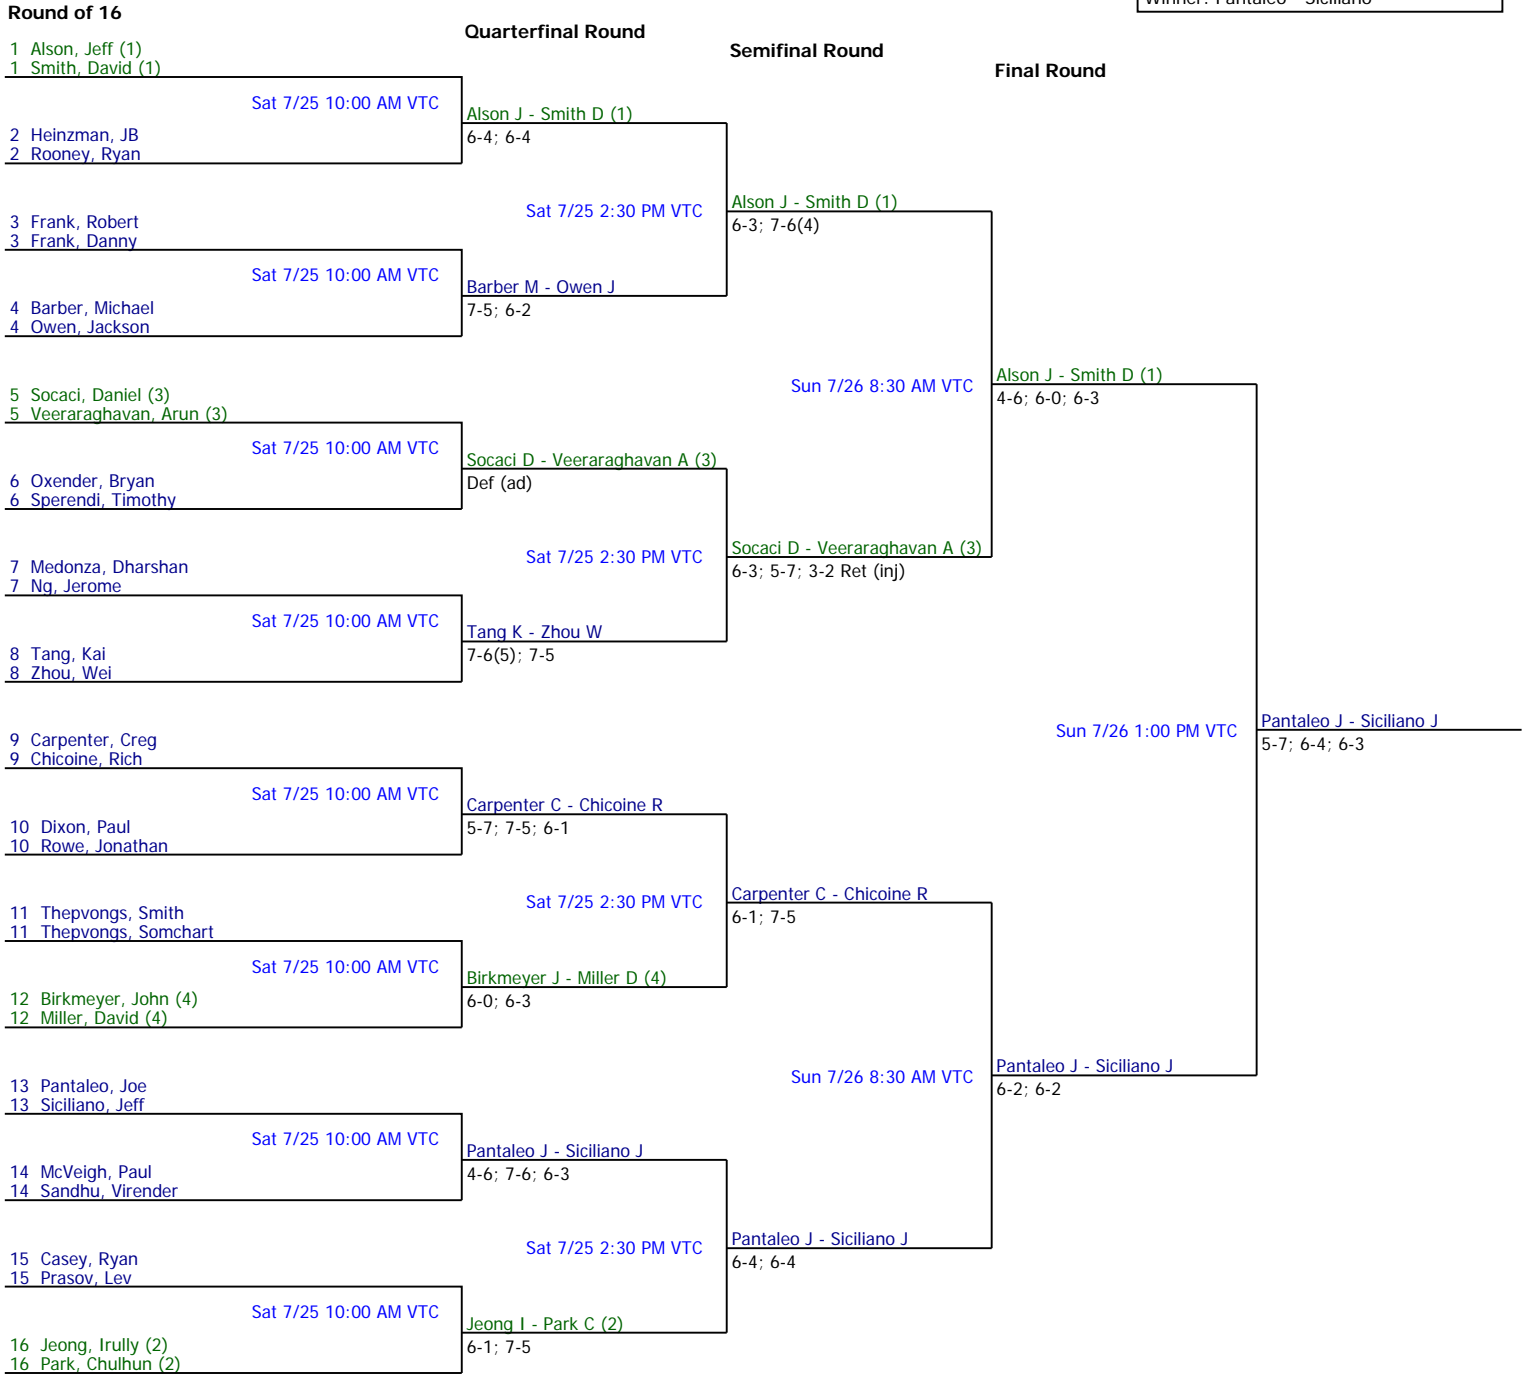 Winner: Pantaleo - Siciliano
Round of 16
Quarterfinal Round
Semifinal Round
Final Round
1 Alson, Jeff (1)
1 Smith, David (1)
Sat 7/25 10:00 AM VTC
2 Heinzman, JB
2 Rooney, Ryan
Alson J - Smith D (1)
6-4; 6-4
3 Frank, Robert
3 Frank, Danny
Sat 7/25 10:00 AM VTC
4 Barber, Michael
4 Owen, Jackson
Barber M - Owen J
7-5; 6-2
Sat 7/25 2:30 PM VTC
Alson J - Smith D (1)
6-3; 7-6(4)
5 Socaci, Daniel (3)
5 Veeraraghavan, Arun (3)
Sat 7/25 10:00 AM VTC
6 Oxender, Bryan
6 Sperendi, Timothy
Socaci D - Veeraraghavan A (3)
Def (ad)
7 Medonza, Dharshan
7 Ng, Jerome
Sat 7/25 10:00 AM VTC
8 Tang, Kai
8 Zhou, Wei
Tang K - Zhou W
7-6(5); 7-5
Sat 7/25 2:30 PM VTC
Socaci D - Veeraraghavan A (3)
6-3; 5-7; 3-2 Ret (inj)
Sun 7/26 8:30 AM VTC
Alson J - Smith D (1)
4-6; 6-0; 6-3
9 Carpenter, Creg
9 Chicoine, Rich
Sat 7/25 10:00 AM VTC
10 Dixon, Paul
10 Rowe, Jonathan
Carpenter C - Chicoine R
5-7; 7-5; 6-1
11 Thepvongs, Smith
11 Thepvongs, Somchart
Sat 7/25 10:00 AM VTC
12 Birkmeyer, John (4)
12 Miller, David (4)
Birkmeyer J - Miller D (4)
6-0; 6-3
Sat 7/25 2:30 PM VTC
Carpenter C - Chicoine R
6-1; 7-5
13 Pantaleo, Joe
13 Siciliano, Jeff
Sat 7/25 10:00 AM VTC
14 McVeigh, Paul
14 Sandhu, Virender
Pantaleo J - Siciliano J
4-6; 7-6; 6-3
15 Casey, Ryan
15 Prasov, Lev
Sat 7/25 10:00 AM VTC
16 Jeong, Irully (2)
16 Park, Chulhun (2)
Jeong I - Park C (2)
6-1; 7-5
Sat 7/25 2:30 PM VTC
Pantaleo J - Siciliano J
6-4; 6-4
Sun 7/26 8:30 AM VTC
Pantaleo J - Siciliano J
6-2; 6-2
Sun 7/26 1:00 PM VTC
Pantaleo J - Siciliano J
5-7; 6-4; 6-3